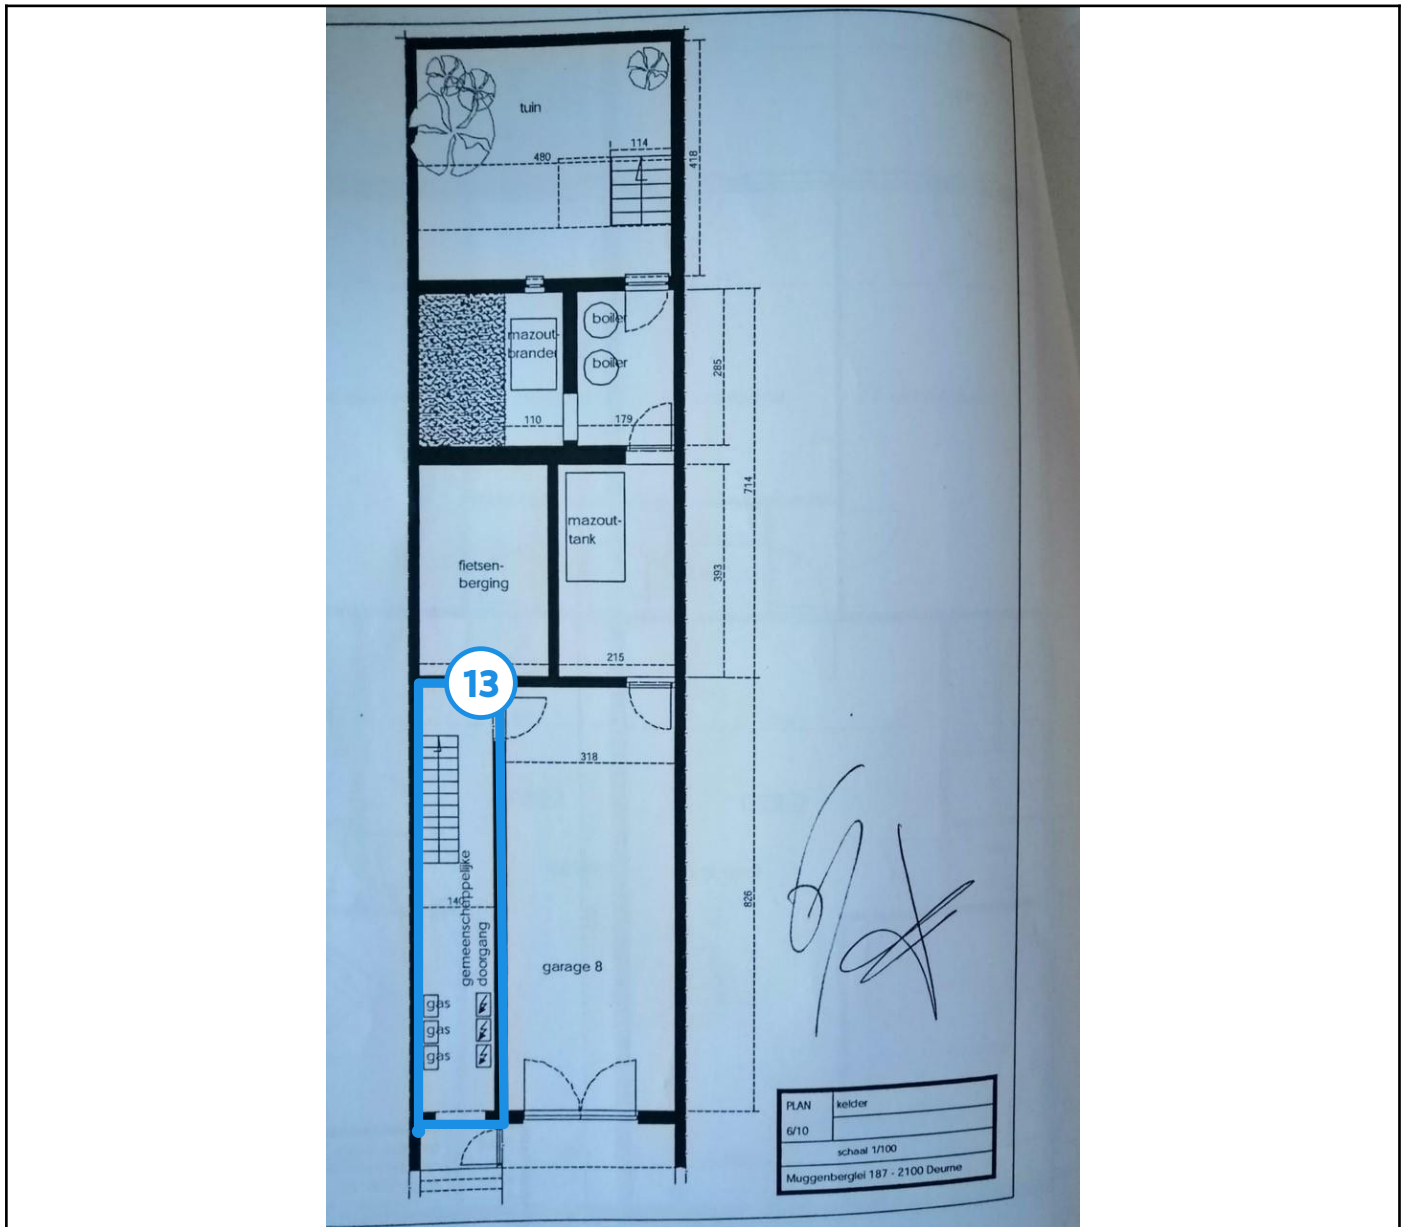 tuin
114
480
418
mazout-
brander
boiler
boiler
110
179
285
714
mazout-
tank
fietsen-
berging
393
215
13
318
140
gemeenschappelijke
doorgang
826
garage 8
gas
gas
gas
PLAN kelder
6/10
schaal 1/100
Muggenberglei 187 - 2100 Deurne